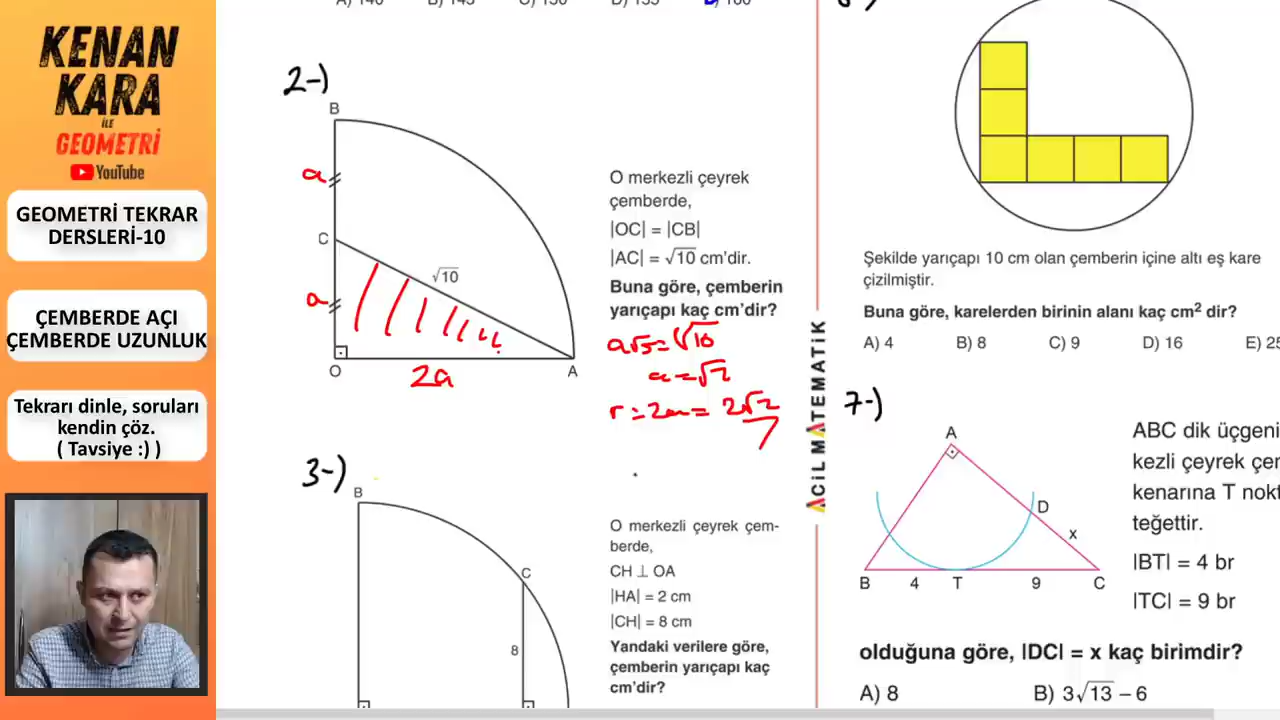 KENAN
KARA
İLE
GEOMETRİ
YouTube
GEOMETRİ TEKRAR
DERSLERİ-10
ÇEMBERDE AÇI
ÇEMBERDE UZUNLUK
Tekrarı dinle, soruları
kendin çöz.
( Tavsiye :) )
2-)
B
a
C
√10
a
O
2a
A
O merkezli çeyrek
çemberde,
|OC| = |CB|
|AC| = √10 cm'dir.
Buna göre, çemberin
yarıçapı kaç cm'dir?
a√5 = √10
a = √2
r = 2a = 2√2
3-)
B
C
8
O merkezli çeyrek çem-
berde,
CH ⊥ OA
|HA| = 2 cm
|CH| = 8 cm
Yandaki verilere göre,
çemberin yarıçapı kaç
cm'dir?
ACİL MATEMATİK
Şekilde yarıçapı 10 cm olan çemberin içine altı eş kare
çizilmiştir.
Buna göre, karelerden birinin alanı kaç cm² dir?
A) 4 B) 8 C) 9 D) 16 E) 25
7-)
A
D
x
B 4 T 9 C
ABC dik üçgeni
kezli çeyrek çe
kenarına T nokt
teğettir.
|BT| = 4 br
|TC| = 9 br
olduğuna göre, |DC| = x kaç birimdir?
A) 8 B) 3√13 – 6